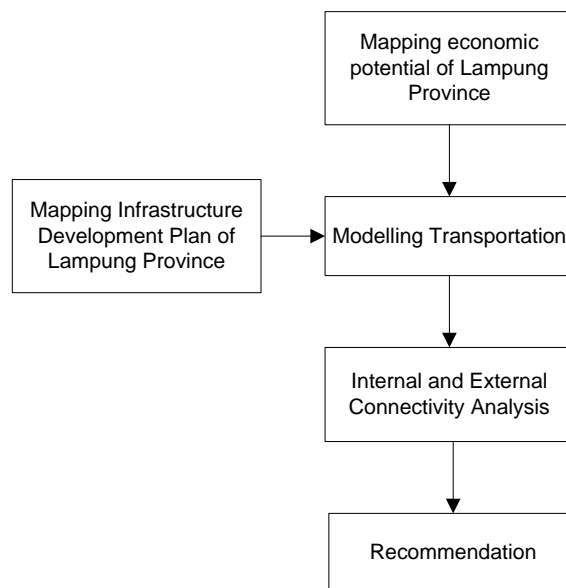 Mapping economic
potential of Lampung
Province
Mapping Infrastructure
Development Plan of
Lampung Province
Modelling Transportation
Internal and External
Connectivity Analysis
Recommendation